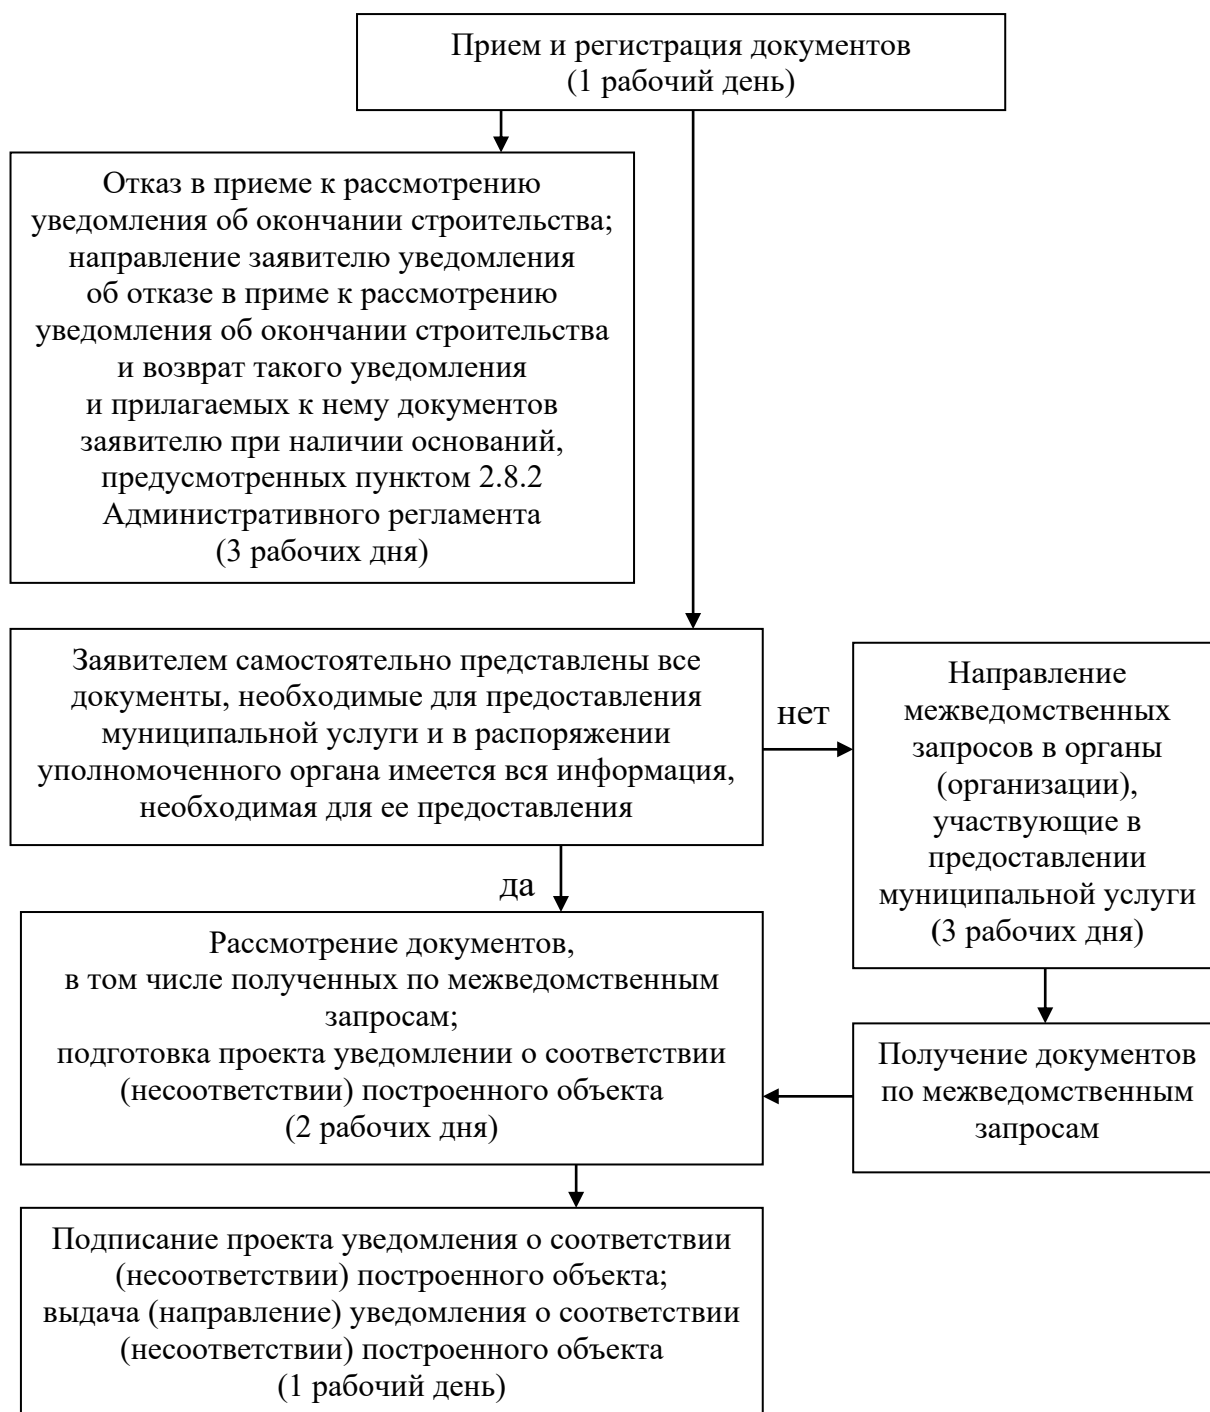 Прием и регистрация документов
(1 рабочий день)
Отказ в приеме к рассмотрению
уведомления об окончании строительства;
направление заявителю уведомления
об отказе в приме к рассмотрению
уведомления об окончании строительства
и возврат такого уведомления
и прилагаемых к нему документов
заявителю при наличии оснований,
предусмотренных пунктом 2.8.2
Административного регламента
(3 рабочих дня)
Заявителем самостоятельно представлены все
документы, необходимые для предоставления
муниципальной услуги и в распоряжении
уполномоченного органа имеется вся информация,
необходимая для ее предоставления
нет
Направление
межведомственных
запросов в органы
(организации),
участвующие в
предоставлении
муниципальной услуги
(3 рабочих дня)
да
Рассмотрение документов,
в том числе полученных по межведомственным
запросам;
подготовка проекта уведомлении о соответствии
(несоответствии) построенного объекта
(2 рабочих дня)
Получение документов
по межведомственным
запросам
Подписание проекта уведомления о соответствии
(несоответствии) построенного объекта;
выдача (направление) уведомления о соответствии
(несоответствии) построенного объекта
(1 рабочий день)